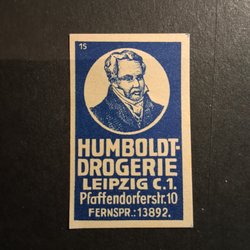 15
HUMBOLDT-
DROGERIE
LEIPZIG C.1.
Pfaffendorferstr.10
FERNSPR.:13892.